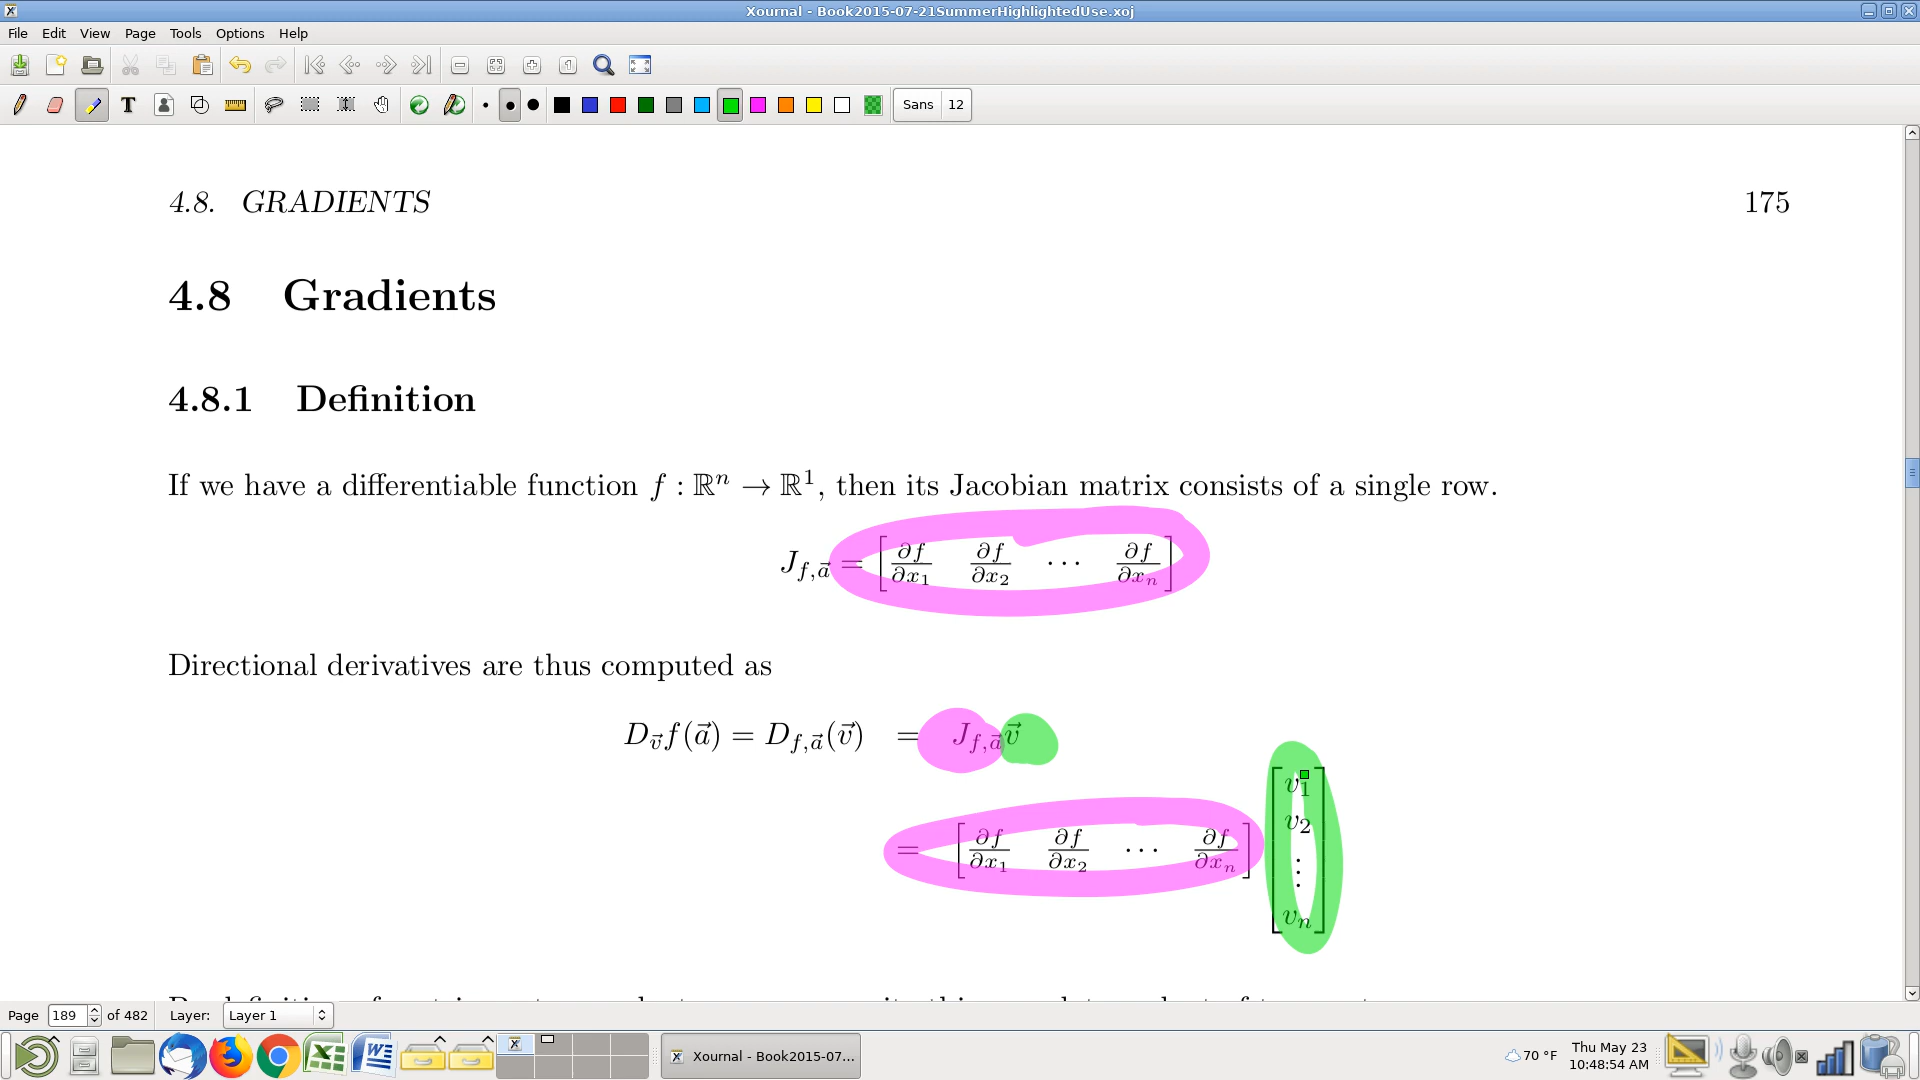 Xournal - Book2015-07-21SummerHighlightedUse.xoj
File Edit View Page Tools Options Help
T Sans 12
4.8. GRADIENTS 175
4.8 Gradients
4.8.1 Definition
If we have a differentiable function f : ℝⁿ → ℝ¹, then its Jacobian matrix consists of a single row.
J_{f,a⃗} = [∂f/∂x₁ ∂f/∂x₂ ⋯ ∂f/∂xₙ]
Directional derivatives are thus computed as
D_{v⃗}f(a⃗) = D_{f,a⃗}(v⃗) = J_{f,a⃗}v⃗
= [∂f/∂x₁ ∂f/∂x₂ ⋯ ∂f/∂xₙ] [v₁ v₂ ⋮ vₙ]
Page 189 of 482 Layer: Layer 1
Xournal - Book2015-07...
70 °F
Thu May 23
10:48:54 AM